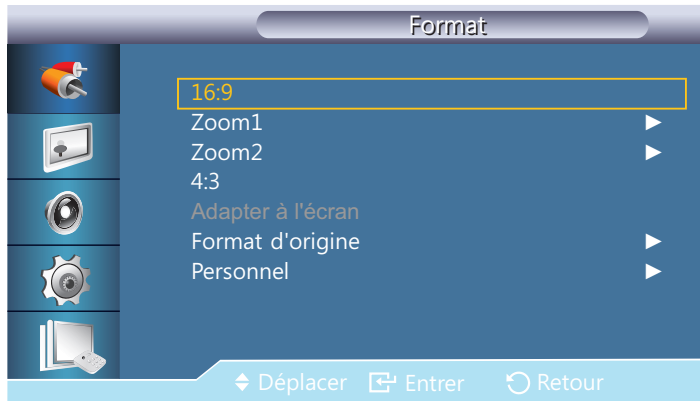 Format
16:9
Zoom1
Zoom2
4:3
Adapter à l'écran
Format d'origine
Personnel
Déplacer Entrer Retour